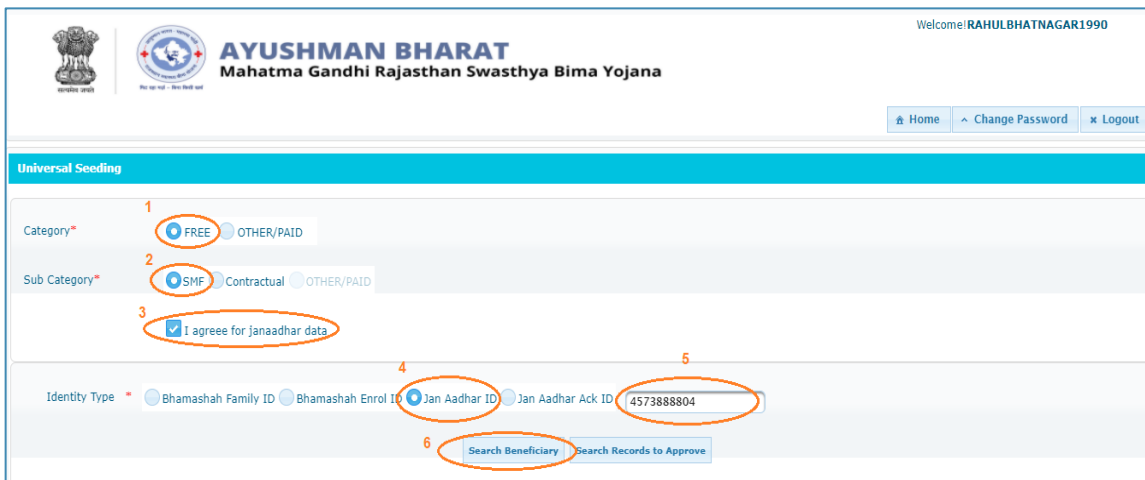 Welcome! RAHULBHATNAGAR1990
AYUSHMAN BHARAT
Mahatma Gandhi Rajasthan Swasthya Bima Yojana
सत्यमेव जयते
Home Change Password Logout
Universal Seeding
1
Category* FREE OTHER/PAID
2
Sub Category* SMF Contractual OTHER/PAID
3
I agreee for janaadhar data
4 5
Identity Type * Bhamashah Family ID Bhamashah Enrol ID Jan Aadhar ID Jan Aadhar Ack ID 4573888804
6 Search Beneficiary Search Records to Approve